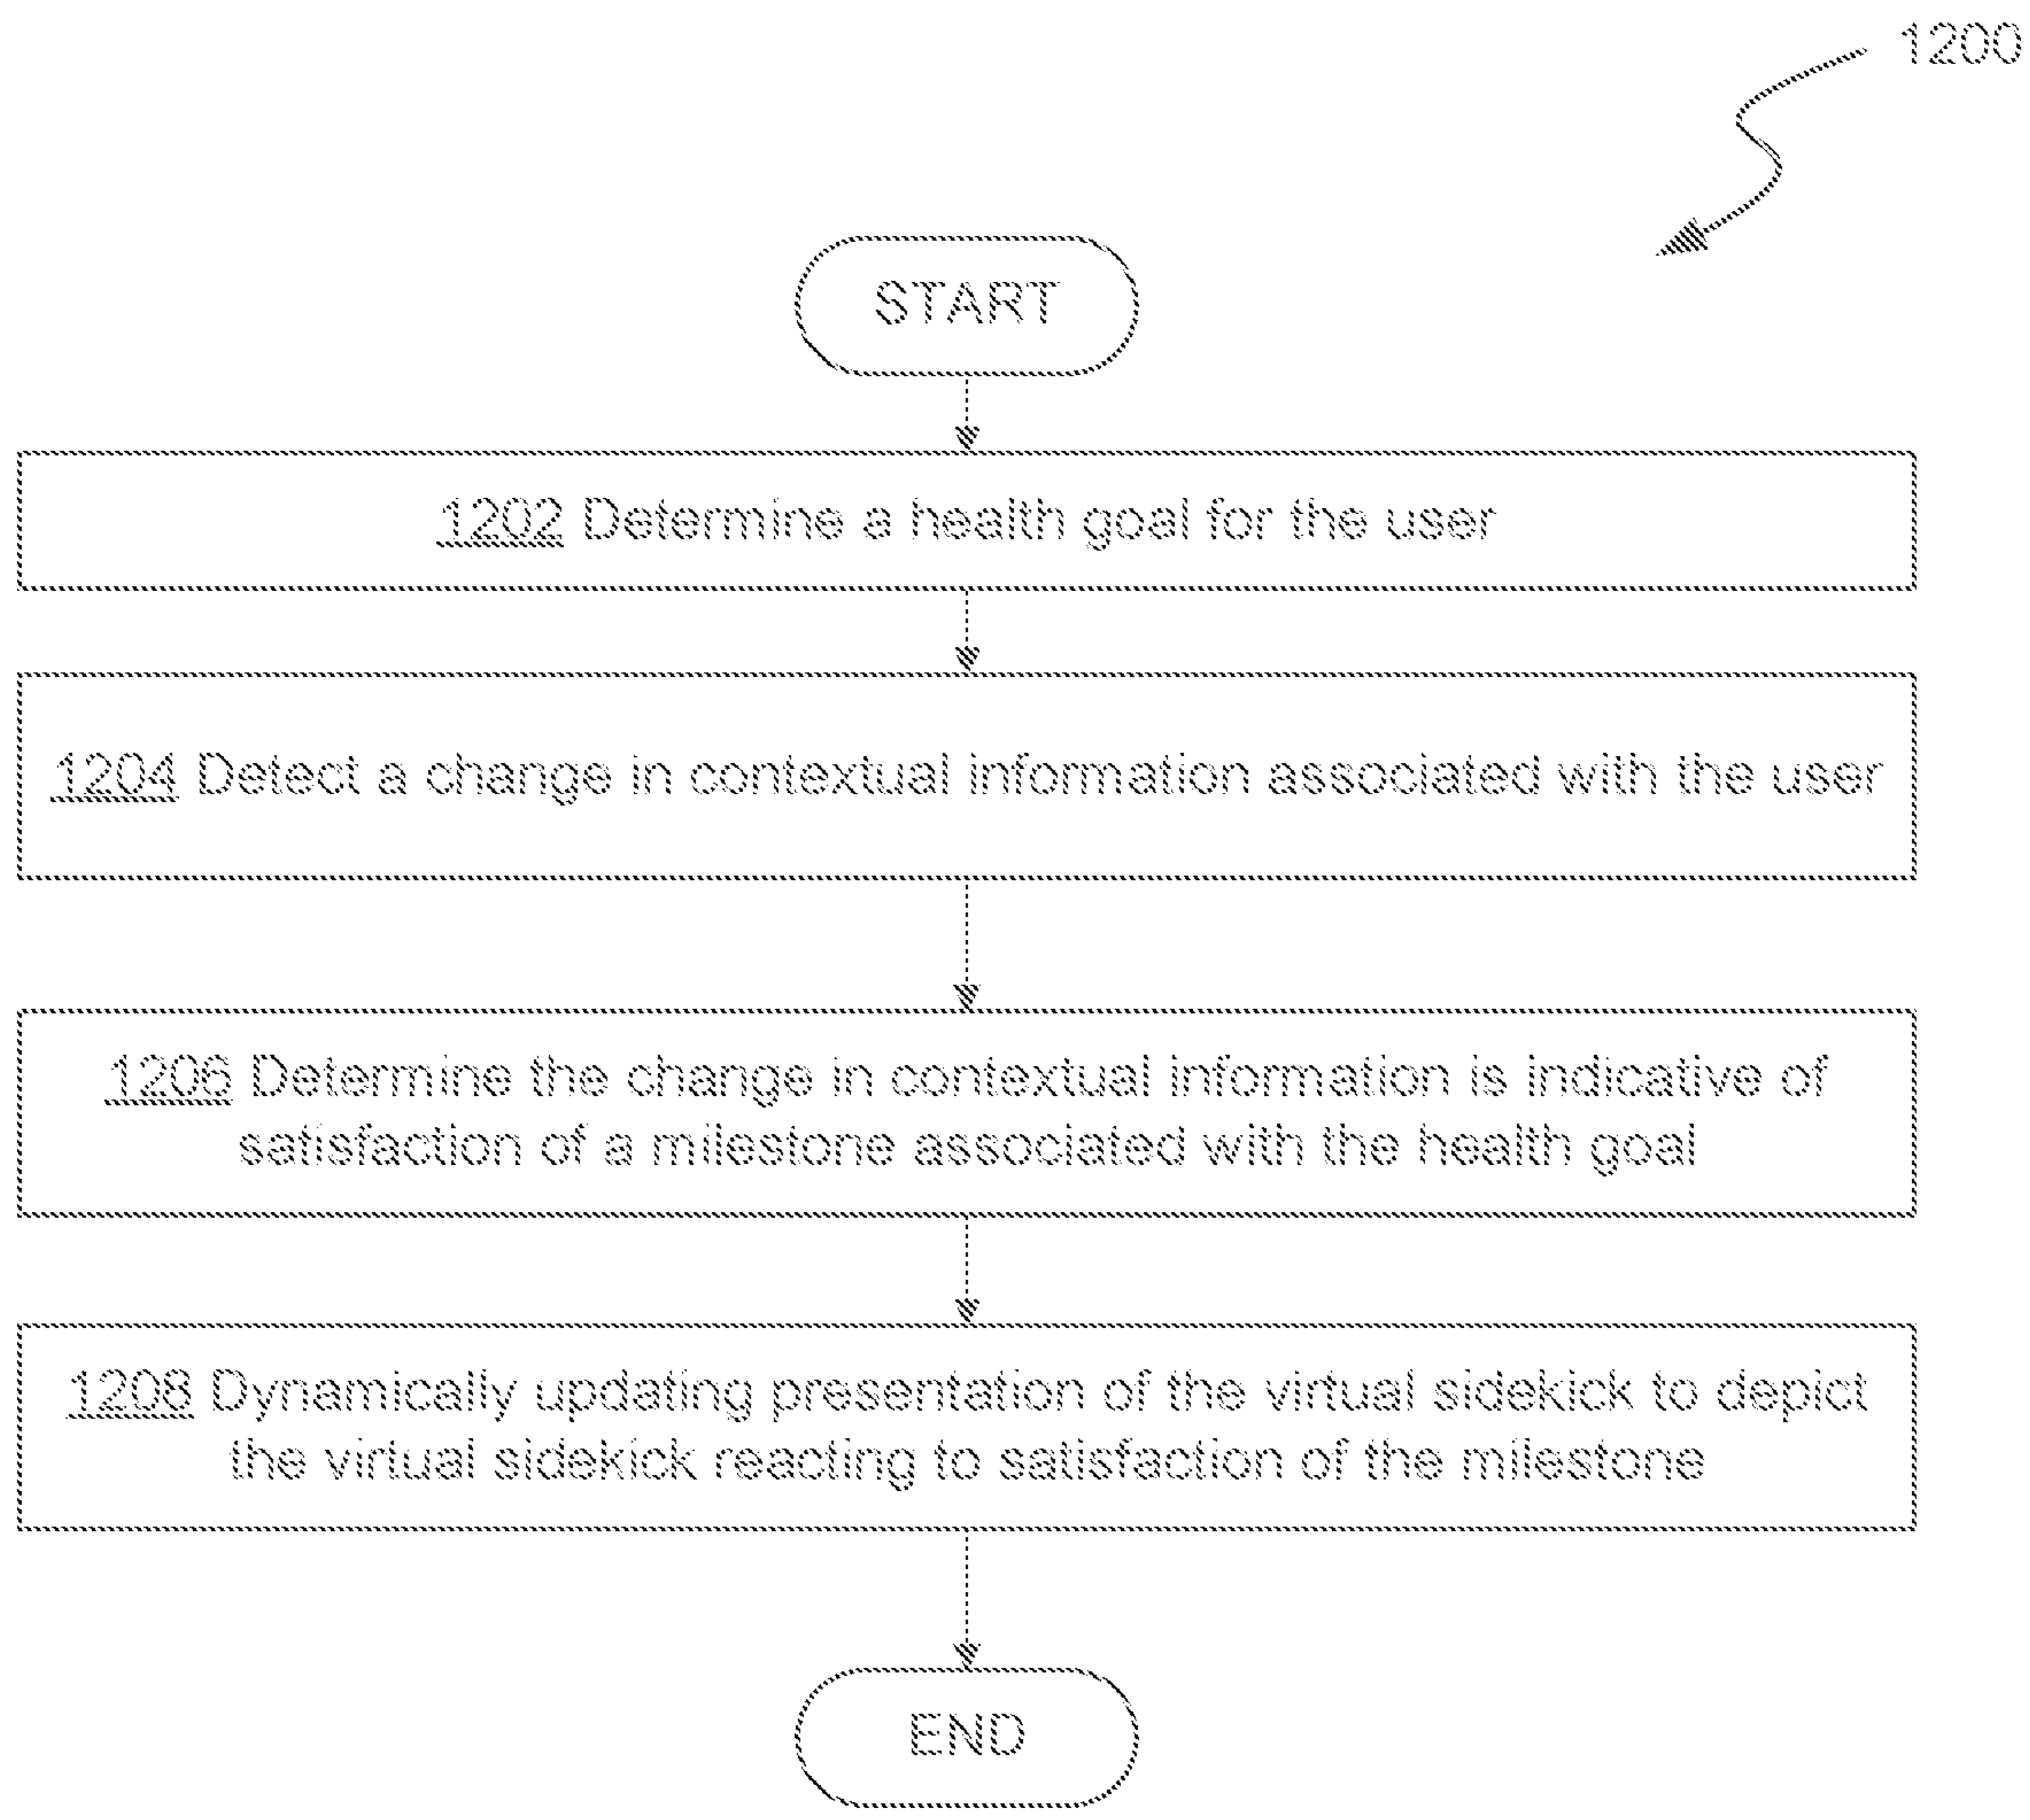 1200
START
1202 Determine a health goal for the user
1204 Detect a change in contextual information associated with the user
1206 Determine the change in contextual information is indicative of
satisfaction of a milestone associated with the health goal
1208 Dynamically updating presentation of the virtual sidekick to depict
the virtual sidekick reacting to satisfaction of the milestone
END